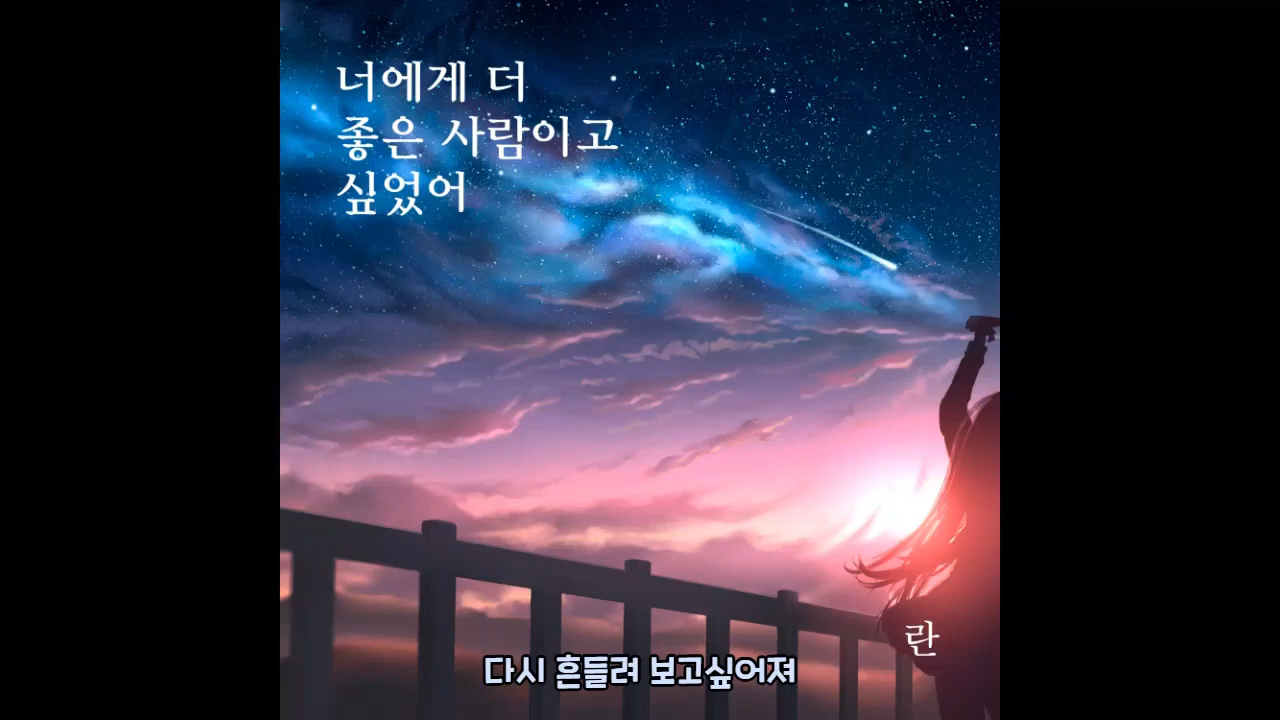 너에게 더
좋은 사람이고
싶었어
란
다시 흔들려 보고싶어져